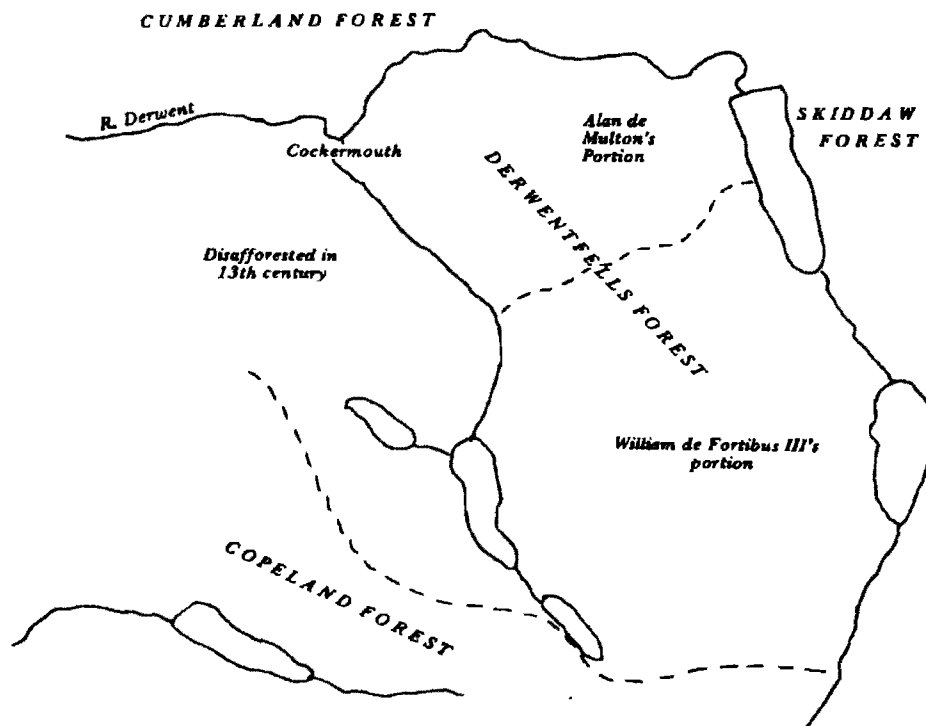 CUMBERLAND FOREST
R. Derwent
Cockermouth
Alan de
Multon's
Portion
SKIDDAW
FOREST
DERWENTFELLS FOREST
Disafforested in
13th century
William de Fortibus III's
portion
COPELAND FOREST